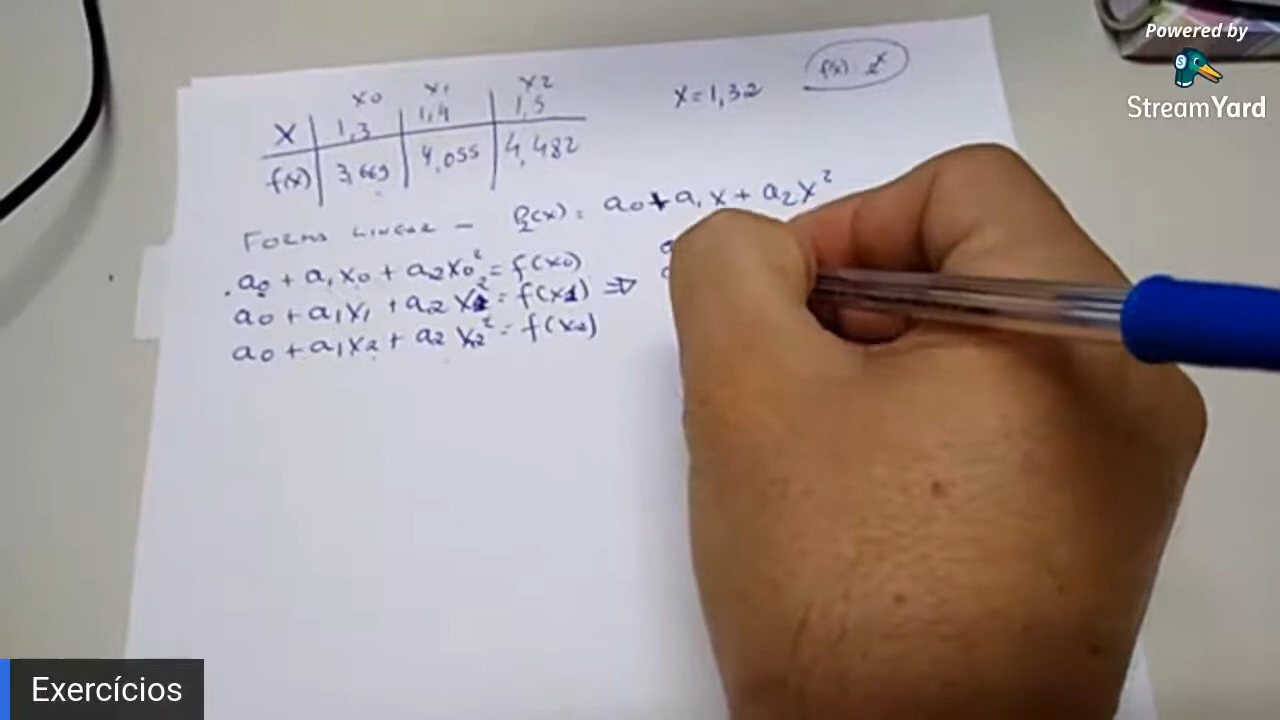 Powered by
StreamYard
x0 x1 x2
x 1,3 1,4 1,5
f(x) 3,669 4,055 4,482
x=1,32
Forma linear - P2(x) = a0 + a1x + a2x²
a0 + a1x0 + a2x0² = f(x0)
a0 + a1x1 + a2x1² = f(x1) ⇒
a0 + a1x2 + a2x2² = f(x2)
Exercícios